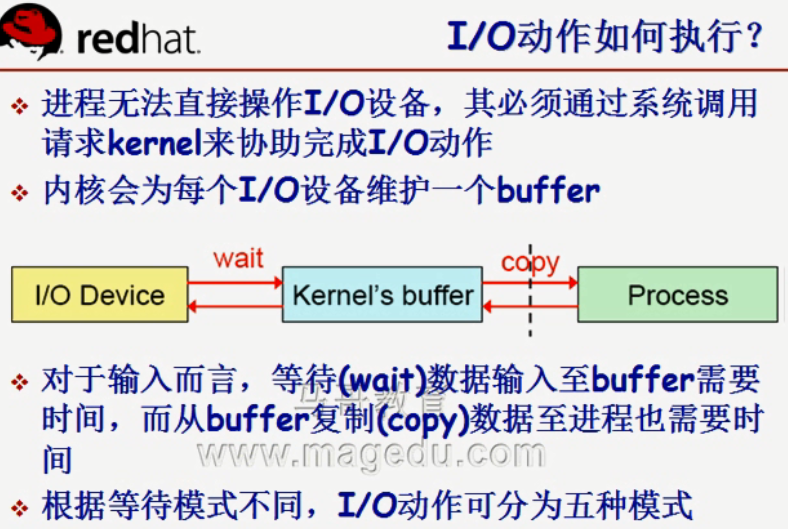 redhat.
I/O动作如何执行？
进程无法直接操作I/O设备，其必须通过系统调用
请求kernel来协助完成I/O动作
内核会为每个I/O设备维护一个buffer
wait
copy
I/O Device
Kernel's buffer
Process
对于输入而言，等待(wait)数据输入至buffer需要
时间，而从buffer复制(copy)数据至进程也需要时
间
马哥教育
www.magedu.com
根据等待模式不同，I/O动作可分为五种模式